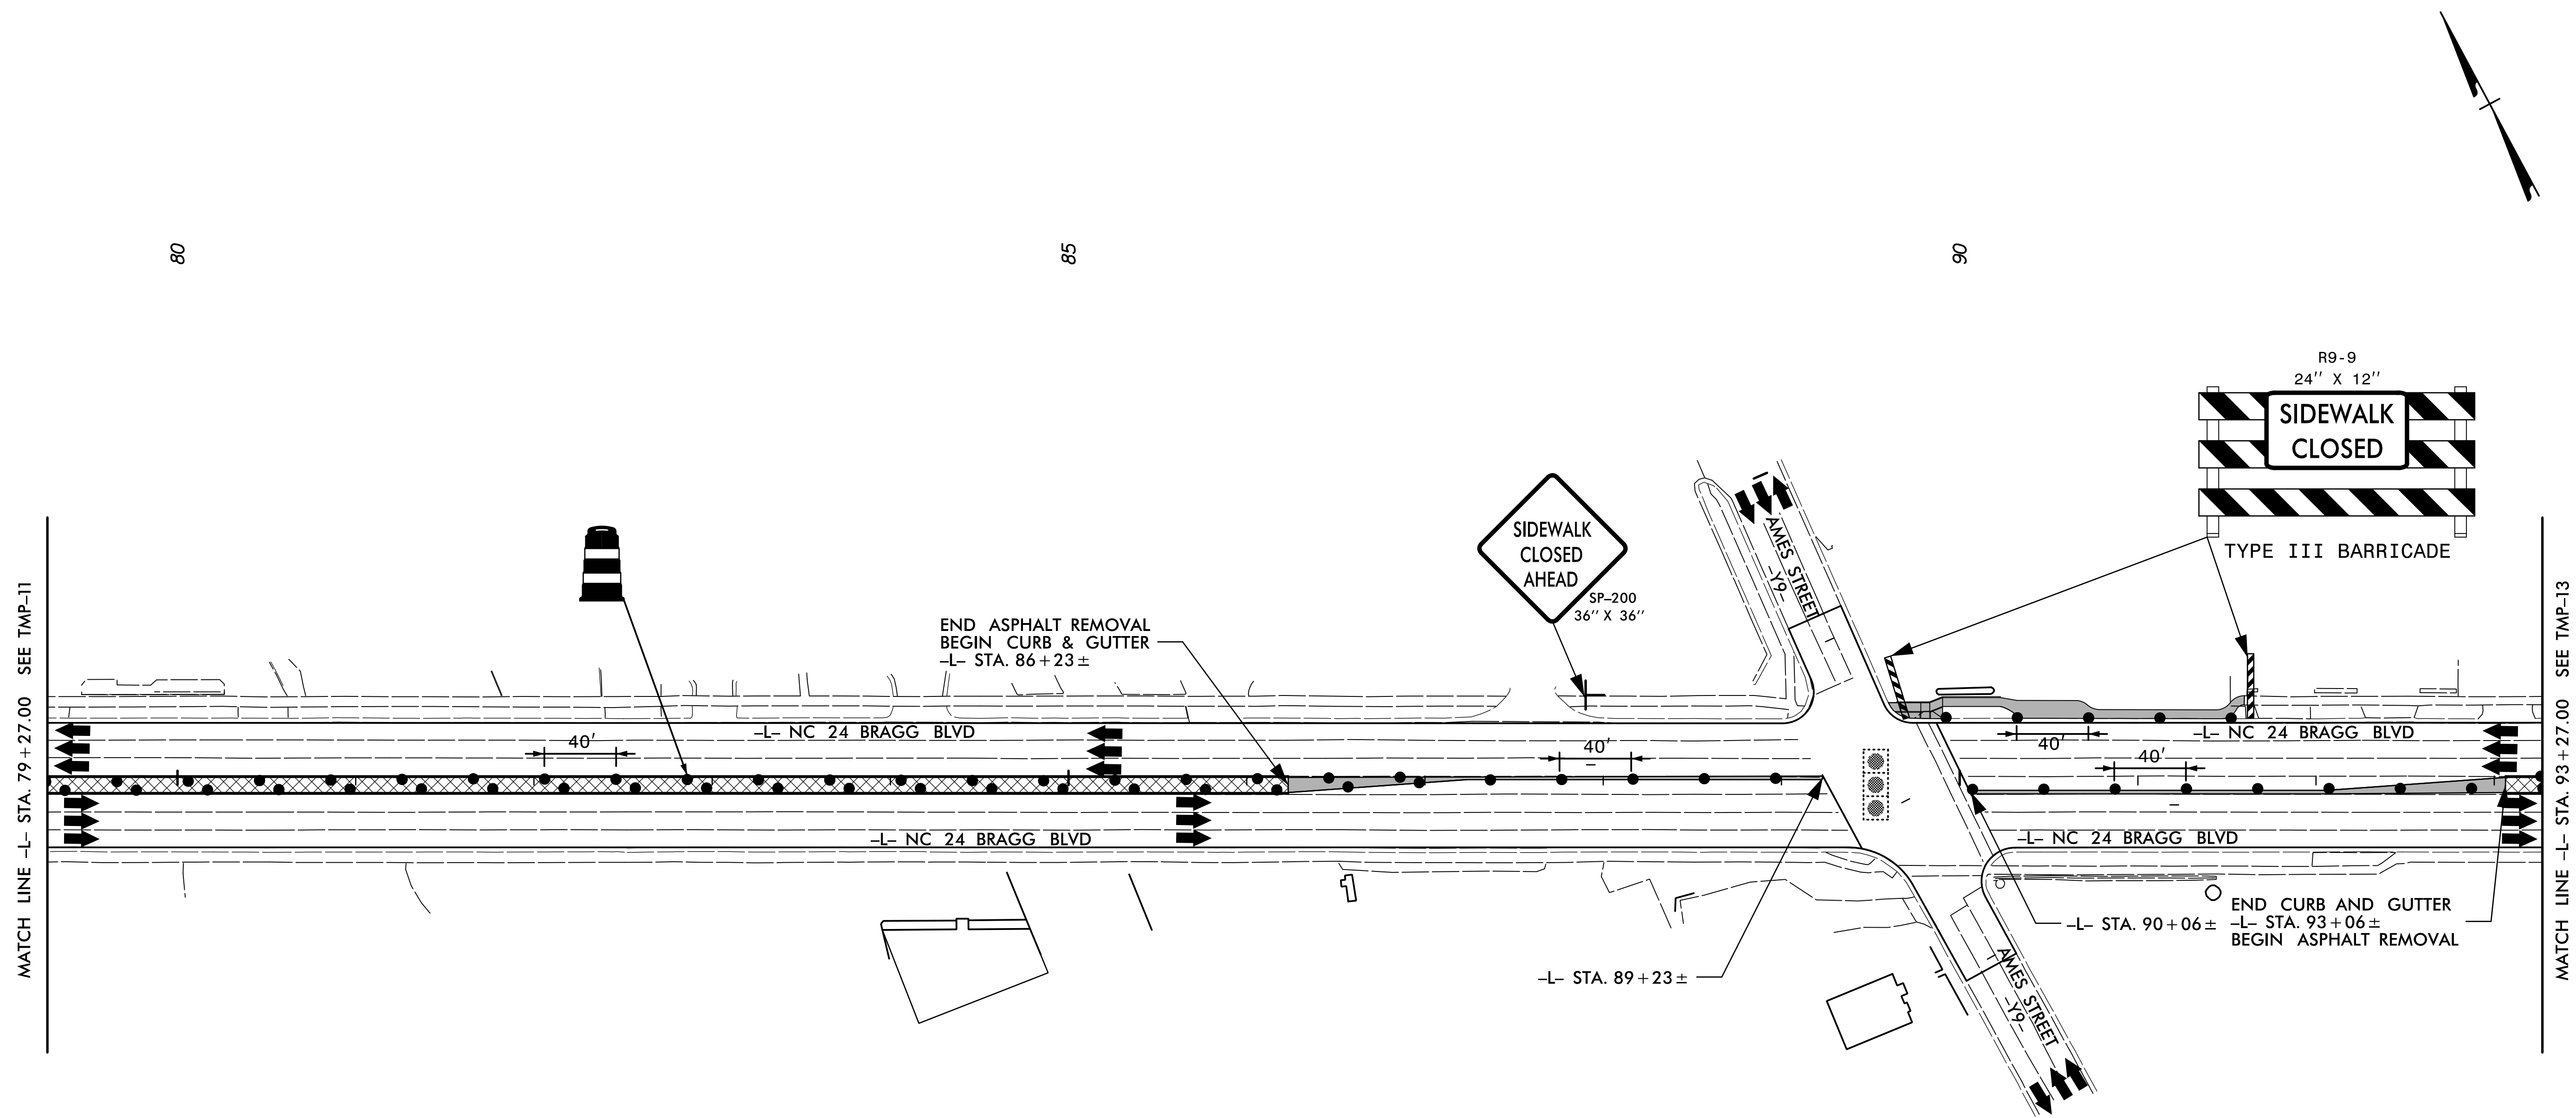 80
85
90
R9-9
24'' X 12''
SIDEWALK
CLOSED
TYPE III BARRICADE
SIDEWALK
CLOSED
AHEAD
SP–200
36'' X 36''
AMES STREET
-Y9-
MATCH LINE –L– STA. 79+27.00 SEE TMP–11
MATCH LINE –L– STA. 93+27.00 SEE TMP–13
END ASPHALT REMOVAL
BEGIN CURB & GUTTER
–L– STA. 86+23±
–L– NC 24 BRAGG BLVD
–L– NC 24 BRAGG BLVD
40'
40'
40'
40'
–L– NC 24 BRAGG BLVD
–L– NC 24 BRAGG BLVD
END CURB AND GUTTER
–L– STA. 90+06±
–L– STA. 93+06±
BEGIN ASPHALT REMOVAL
–L– STA. 89+23±
AMES STREET
-Y9-